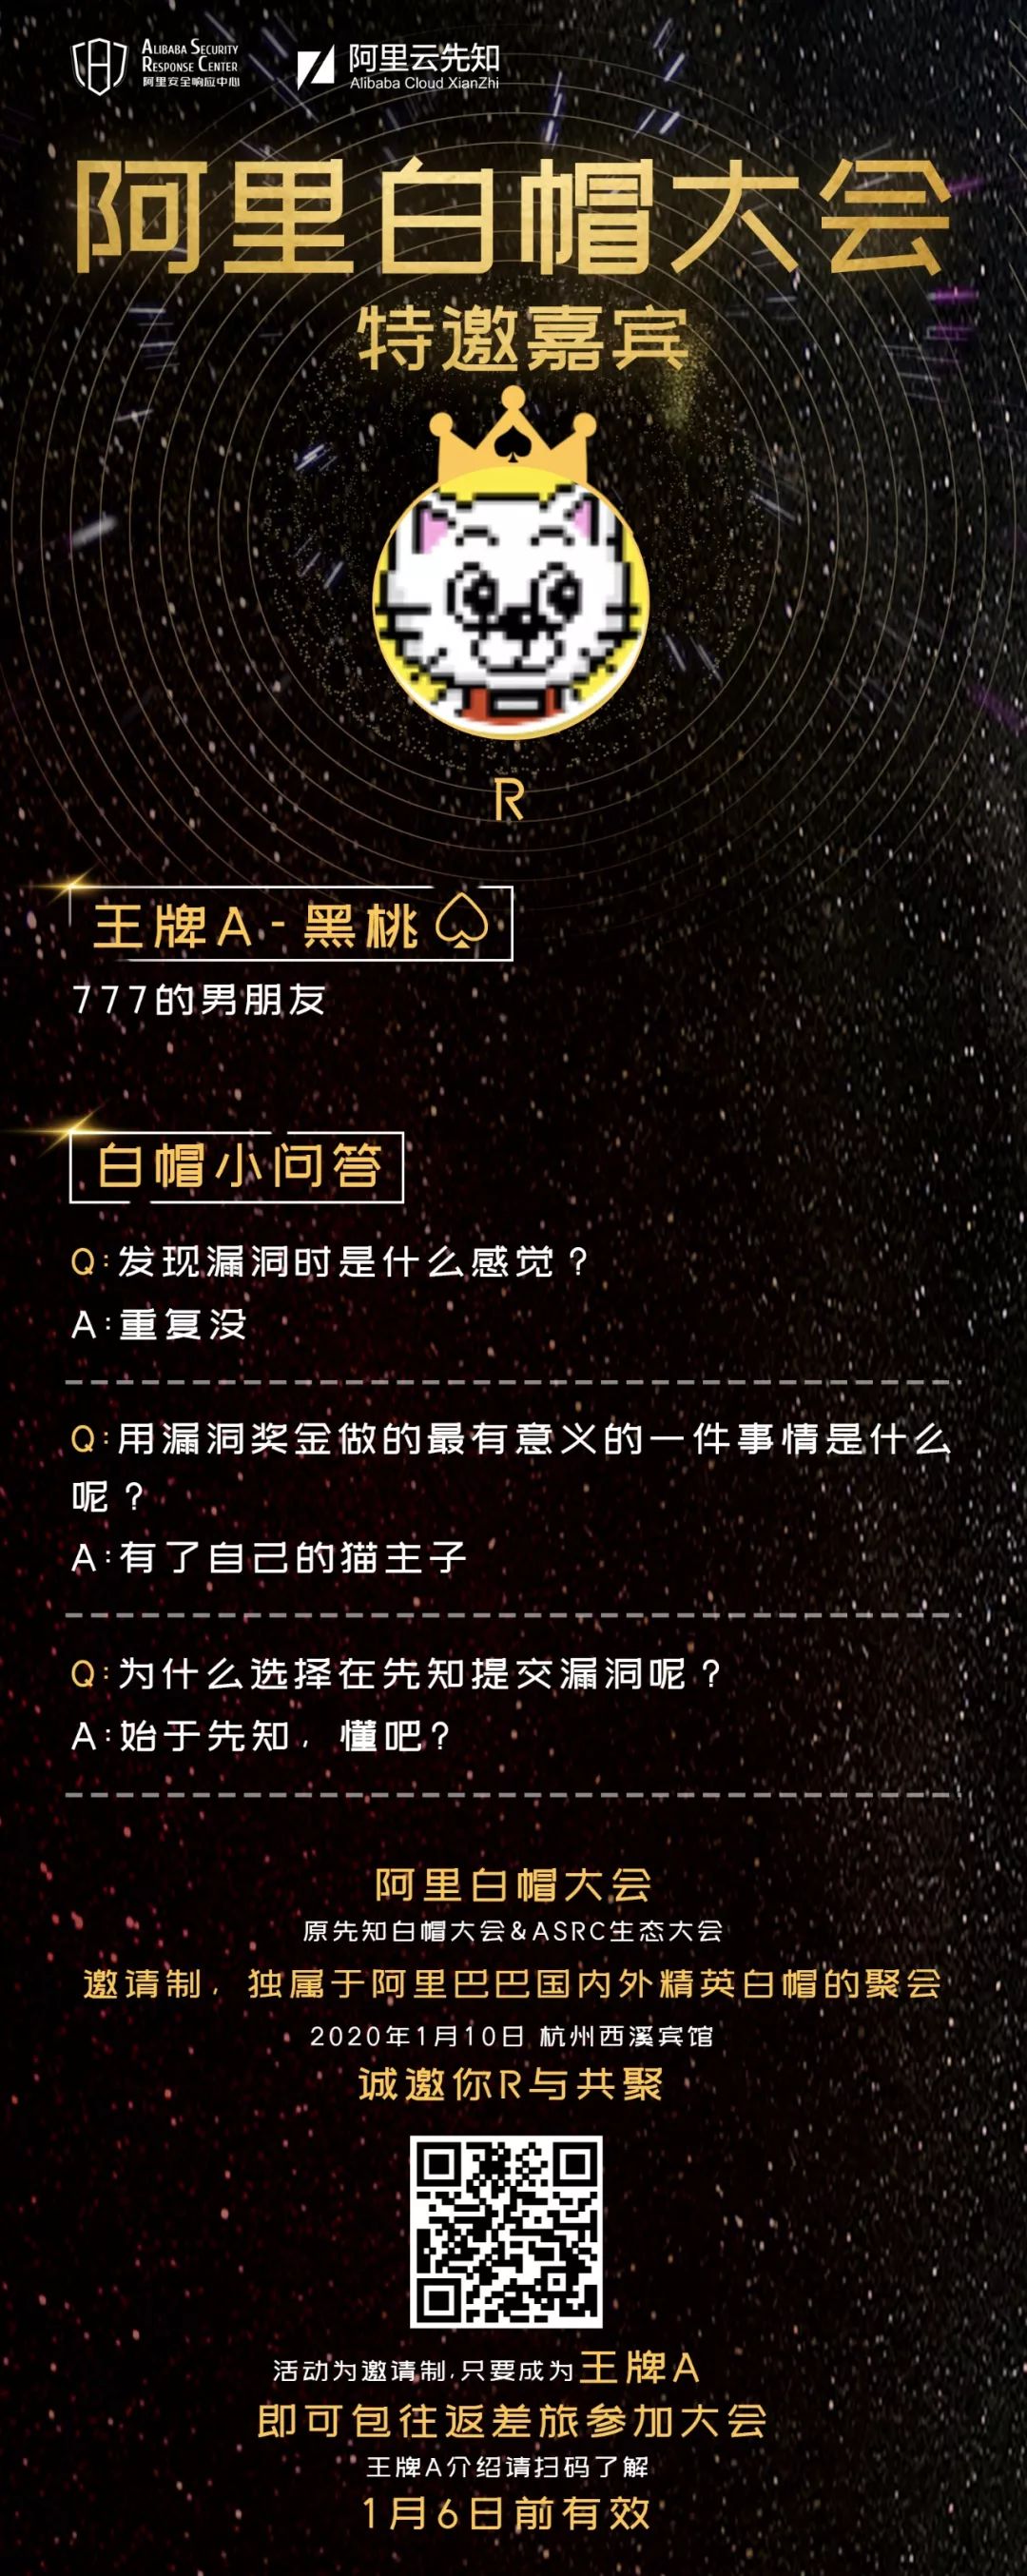 ALIBABA SECURITY
RESPONSE CENTER
阿里安全响应中心
阿里云先知
Alibaba Cloud XianZhi
阿里白帽大会
特邀嘉宾
R
王牌A-黑桃
777的男朋友
白帽小问答
Q:发现漏洞时是什么感觉？
A:重复没
Q:用漏洞奖金做的最有意义的一件事情是什么
呢？
A:有了自己的猫主子
Q:为什么选择在先知提交漏洞呢？
A:始于先知，懂吧?
阿里白帽大会
原先知白帽大会&ASRC生态大会
邀请制，独属于阿里巴巴国内外精英白帽的聚会
2020年1月10日 杭州西溪宾馆
诚邀你R与共聚
活动为邀请制,只要成为王牌A
即可包往返差旅参加大会
王牌A介绍请扫码了解
1月6日前有效